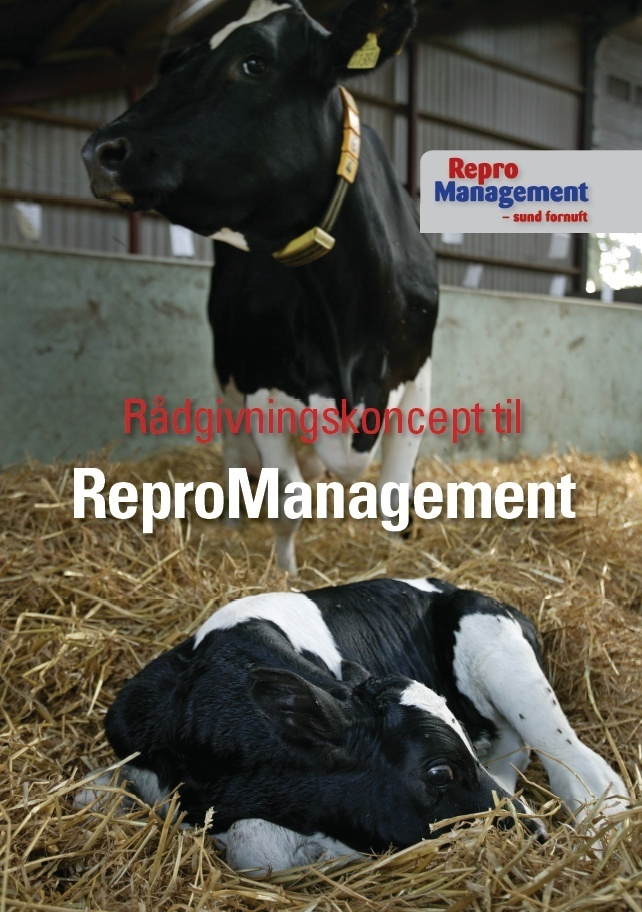 Repro
Management
– sund fornuft
Rådgivningskoncept til
ReproManagement